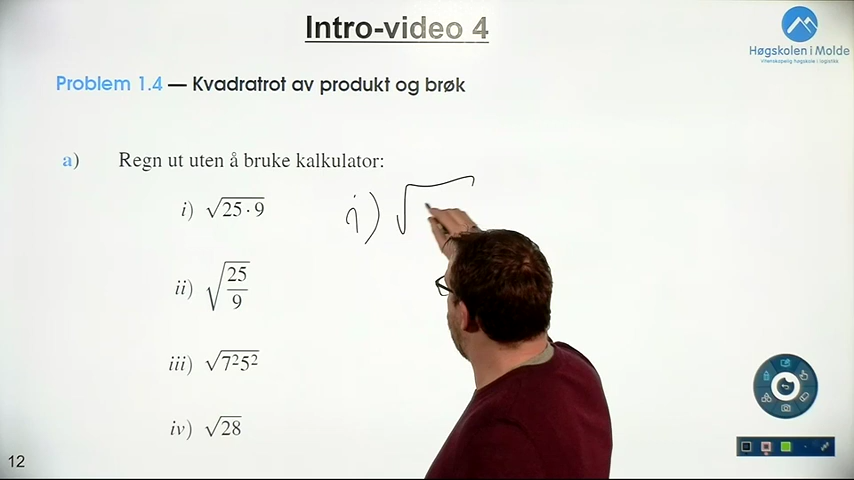 Intro-video 4
Høgskolen i Molde
Vitenskapelig høgskole i logistikk
Problem 1.4 — Kvadratrot av produkt og brøk
a) Regn ut uten å bruke kalkulator:
i) √25·9
i) √
ii) √25/9
iii) √7²5²
iv) √28
12